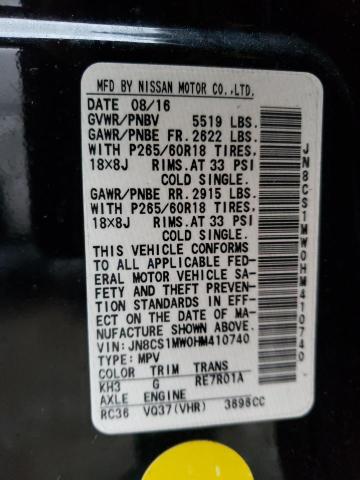 MFD BY NISSAN MOTOR CO.,LTD.
DATE 08/16
GVWR/PNBV 5519 LBS.
GAWR/PNBE FR. 2622 LBS.
WITH P265/60R18 TIRES,
18X8J RIMS.AT 33 PSI
COLD SINGLE.
GAWR/PNBE RR. 2915 LBS.
WITH P265/60R18 TIRES,
18X8J RIMS.AT 33 PSI
COLD SINGLE.
THIS VEHICLE CONFORMS
TO ALL APPLICABLE FED-
ERAL MOTOR VEHICLE SA-
FETY AND THEFT PREVENT-
ION STANDARDS IN EFF-
ECT ON THE DATE OF MA-
NUFACTURE SHOWN ABOVE.
VIN:JN8CS1MW0HM410740
TYPE: MPV
COLOR TRIM TRANS
KH3 G RE7R01A
AXLE ENGINE
RC36 VQ37(VHR) 3696CC
JN8CS1MW0HM410740